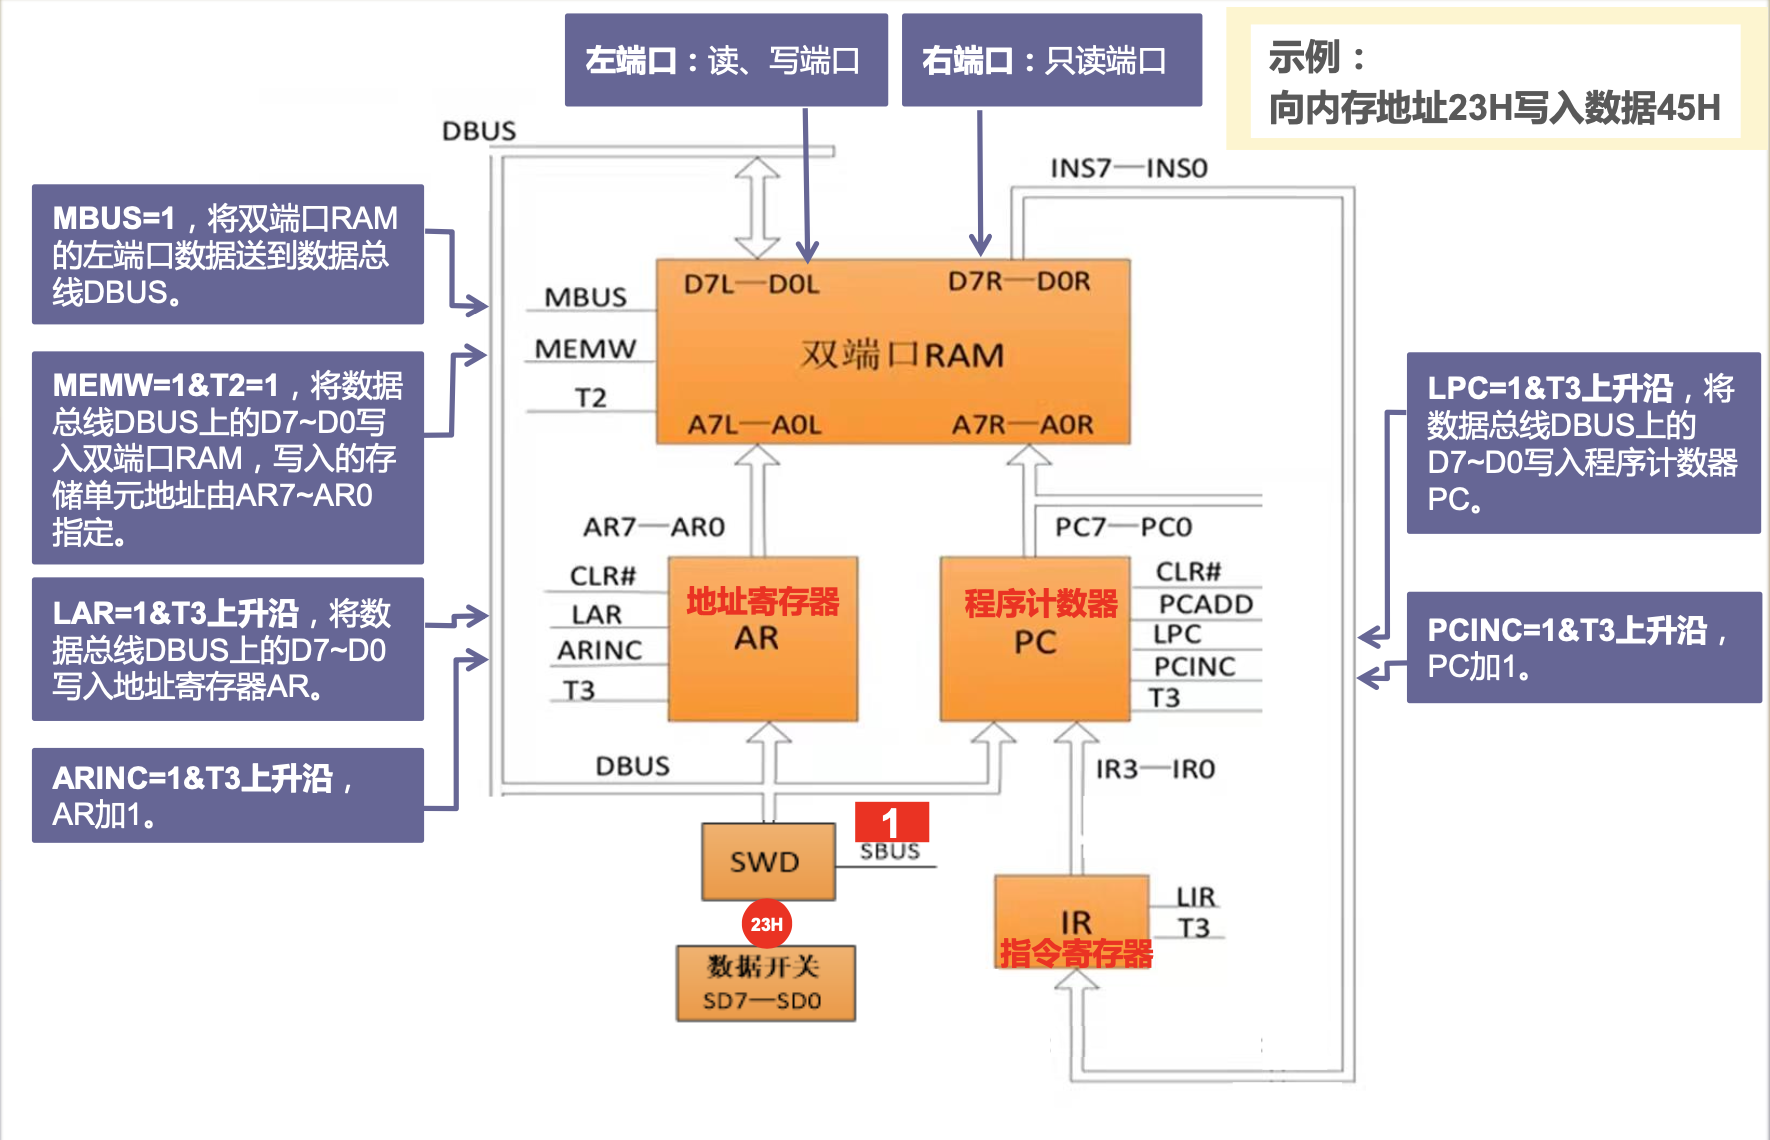 左端口：读、写端口
右端口：只读端口
示例：
向内存地址23H写入数据45H
DBUS
INS7—INS0
MBUS=1，将双端口RAM
的左端口数据送到数据总
线DBUS。
MEMW=1&T2=1，将数据
总线DBUS上的D7~D0写
入双端口RAM，写入的存
储单元地址由AR7~AR0
指定。
LAR=1&T3上升沿，将数
据总线DBUS上的D7~D0
写入地址寄存器AR。
ARINC=1&T3上升沿，
AR加1。
MBUS
MEMW
T2
D7L—D0L
D7R—D0R
双端口RAM
A7L—A0L
A7R—A0R
AR7—AR0
PC7—PC0
CLR#
LAR
ARINC
T3
地址寄存器
AR
程序计数器
PC
CLR#
PCADD
LPC
PCINC
T3
LPC=1&T3上升沿，将
数据总线DBUS上的
D7~D0写入程序计数器
PC。
PCINC=1&T3上升沿，
PC加1。
DBUS
IR3—IR0
1
SBUS
SWD
23H
数据开关
SD7—SD0
IR
指令寄存器
LIR
T3